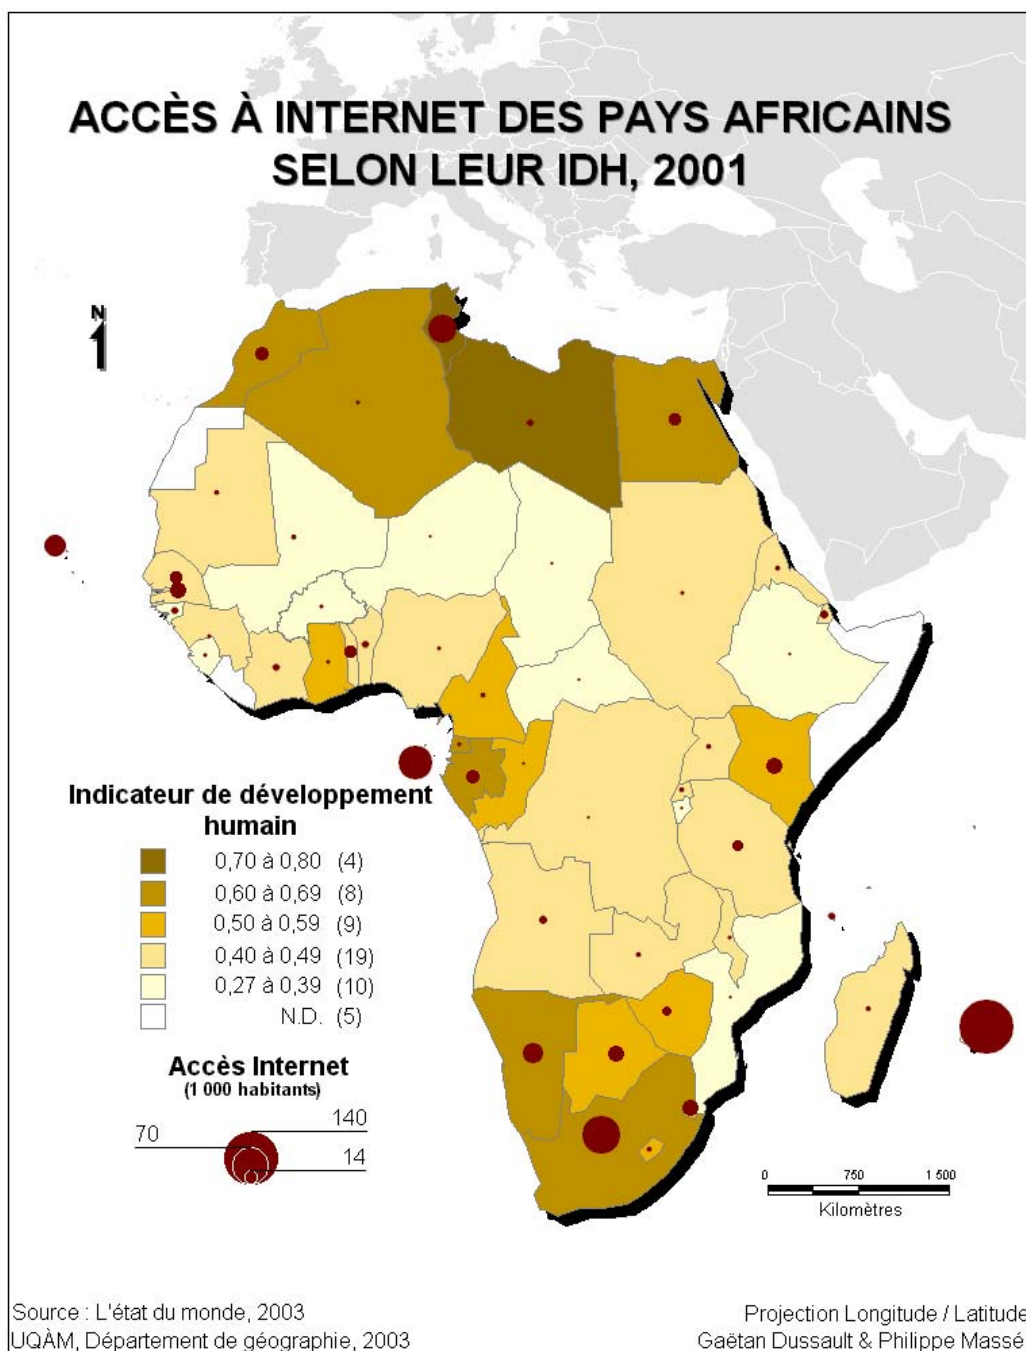 ACCÈS À INTERNET DES PAYS AFRICAINS
SELON LEUR IDH, 2001
N
Indicateur de développement
humain
0,70 à 0,80 (4)
0,60 à 0,69 (8)
0,50 à 0,59 (9)
0,40 à 0,49 (19)
0,27 à 0,39 (10)
N.D. (5)
Accès Internet
(1 000 habitants)
140
70
14
0 750 1 500
Kilomètres
Source : L'état du monde, 2003
UQÀM, Département de géographie, 2003
Projection Longitude / Latitude
Gaëtan Dussault & Philippe Massé